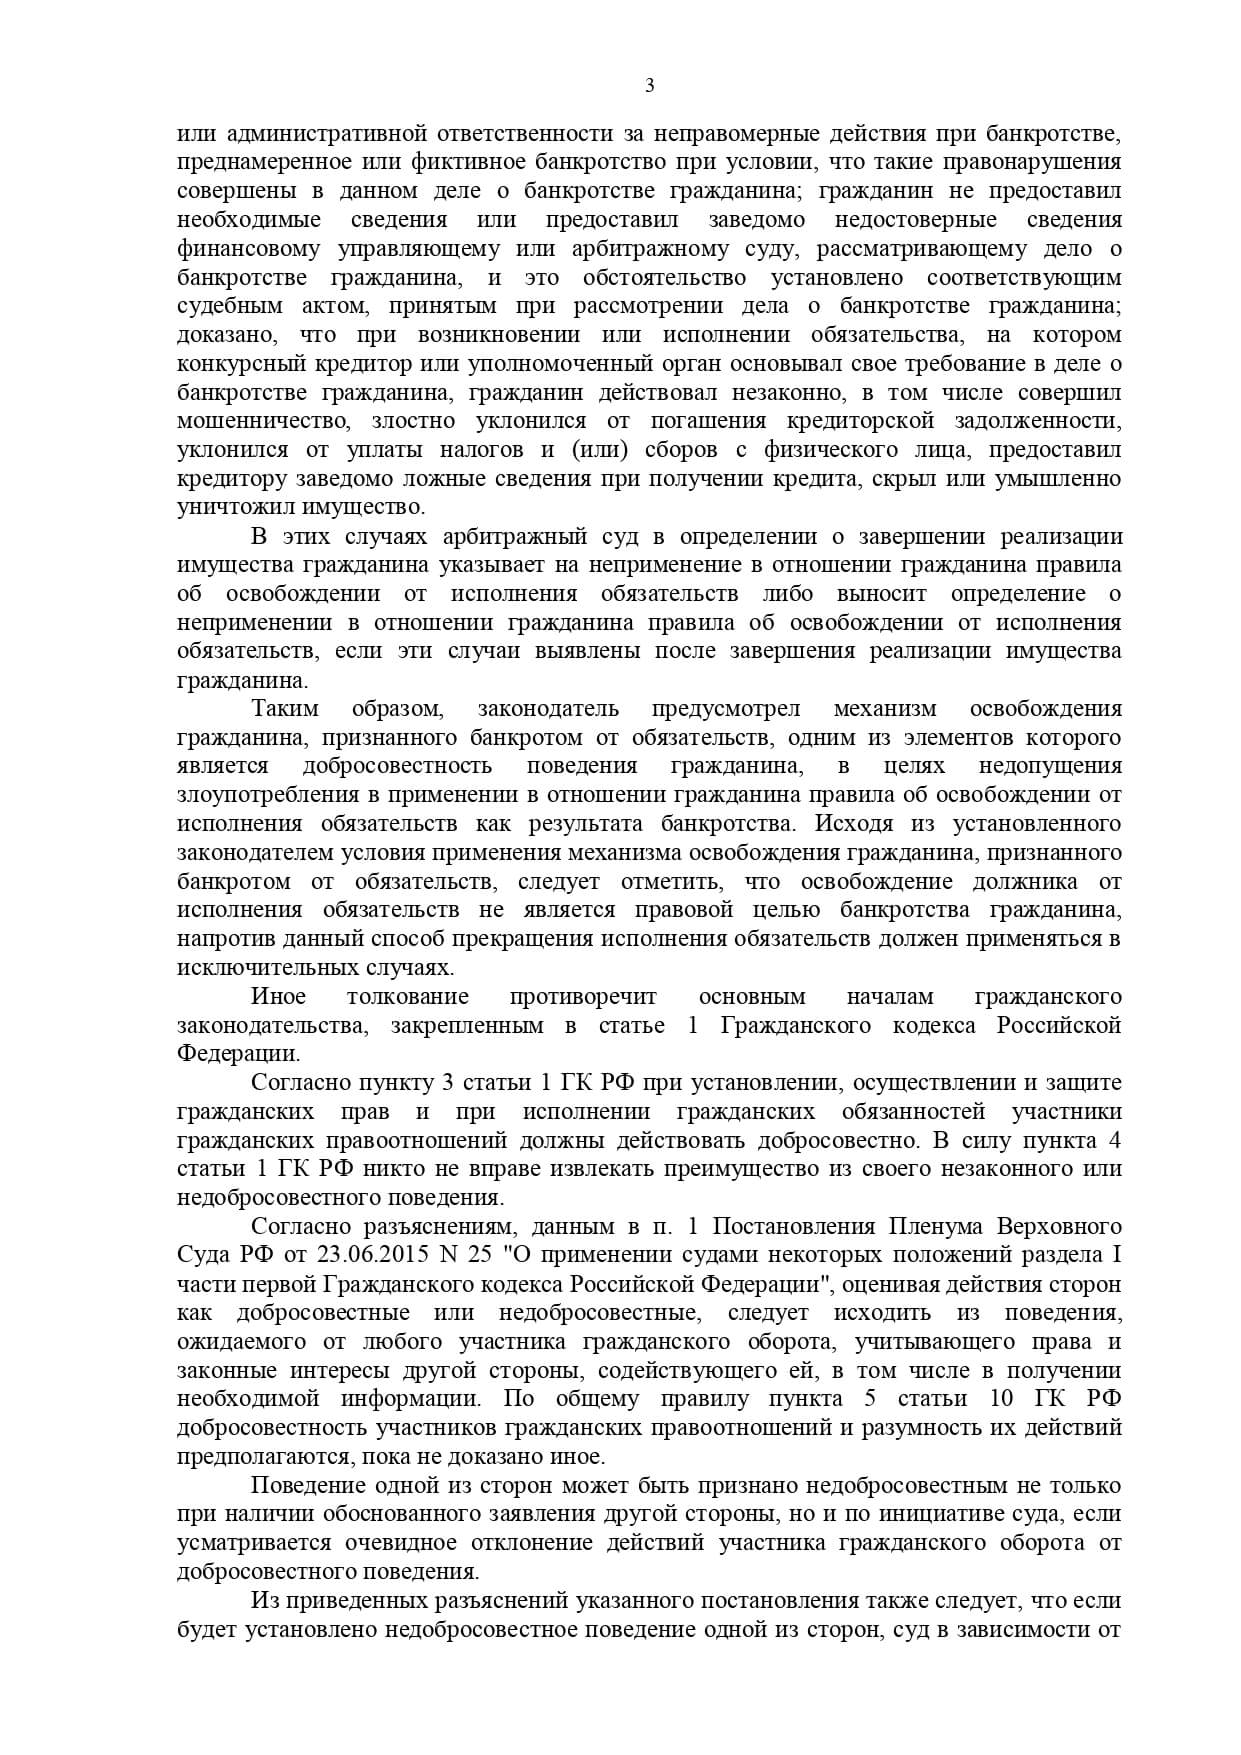 3
или административной ответственности за неправомерные действия при банкротстве,
преднамеренное или фиктивное банкротство при условии, что такие правонарушения
совершены в данном деле о банкротстве гражданина; гражданин не предоставил
необходимые сведения или предоставил заведомо недостоверные сведения
финансовому управляющему или арбитражному суду, рассматривающему дело о
банкротстве гражданина, и это обстоятельство установлено соответствующим
судебным актом, принятым при рассмотрении дела о банкротстве гражданина;
доказано, что при возникновении или исполнении обязательства, на котором
конкурсный кредитор или уполномоченный орган основывал свое требование в деле о
банкротстве гражданина, гражданин действовал незаконно, в том числе совершил
мошенничество, злостно уклонился от погашения кредиторской задолженности,
уклонился от уплаты налогов и (или) сборов с физического лица, предоставил
кредитору заведомо ложные сведения при получении кредита, скрыл или умышленно
уничтожил имущество.
В этих случаях арбитражный суд в определении о завершении реализации
имущества гражданина указывает на неприменение в отношении гражданина правила
об освобождении от исполнения обязательств либо выносит определение о
неприменении в отношении гражданина правила об освобождении от исполнения
обязательств, если эти случаи выявлены после завершения реализации имущества
гражданина.
Таким образом, законодатель предусмотрел механизм освобождения
гражданина, признанного банкротом от обязательств, одним из элементов которого
является добросовестность поведения гражданина, в целях недопущения
злоупотребления в применении в отношении гражданина правила об освобождении от
исполнения обязательств как результата банкротства. Исходя из установленного
законодателем условия применения механизма освобождения гражданина, признанного
банкротом от обязательств, следует отметить, что освобождение должника от
исполнения обязательств не является правовой целью банкротства гражданина,
напротив данный способ прекращения исполнения обязательств должен применяться в
исключительных случаях.
Иное толкование противоречит основным началам гражданского
законодательства, закрепленным в статье 1 Гражданского кодекса Российской
Федерации.
Согласно пункту 3 статьи 1 ГК РФ при установлении, осуществлении и защите
гражданских прав и при исполнении гражданских обязанностей участники
гражданских правоотношений должны действовать добросовестно. В силу пункта 4
статьи 1 ГК РФ никто не вправе извлекать преимущество из своего незаконного или
недобросовестного поведения.
Согласно разъяснениям, данным в п. 1 Постановления Пленума Верховного
Суда РФ от 23.06.2015 N 25 "О применении судами некоторых положений раздела I
части первой Гражданского кодекса Российской Федерации", оценивая действия сторон
как добросовестные или недобросовестные, следует исходить из поведения,
ожидаемого от любого участника гражданского оборота, учитывающего права и
законные интересы другой стороны, содействующего ей, в том числе в получении
необходимой информации. По общему правилу пункта 5 статьи 10 ГК РФ
добросовестность участников гражданских правоотношений и разумность их действий
предполагаются, пока не доказано иное.
Поведение одной из сторон может быть признано недобросовестным не только
при наличии обоснованного заявления другой стороны, но и по инициативе суда, если
усматривается очевидное отклонение действий участника гражданского оборота от
добросовестного поведения.
Из приведенных разъяснений указанного постановления также следует, что если
будет установлено недобросовестное поведение одной из сторон, суд в зависимости от